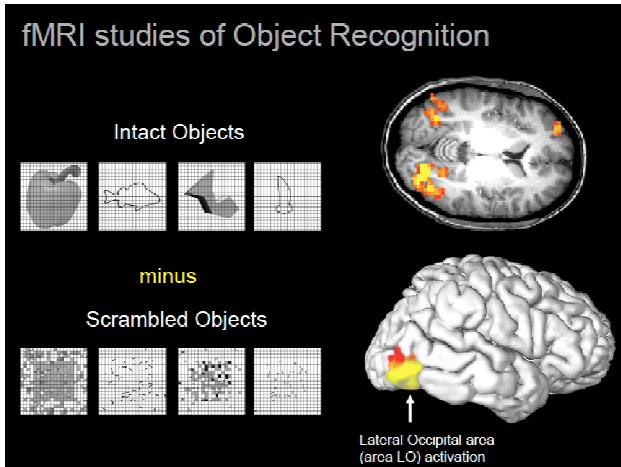 fMRI studies of Object Recognition
Intact Objects
minus
Scrambled Objects
Lateral Occipital area
(area LO) activation